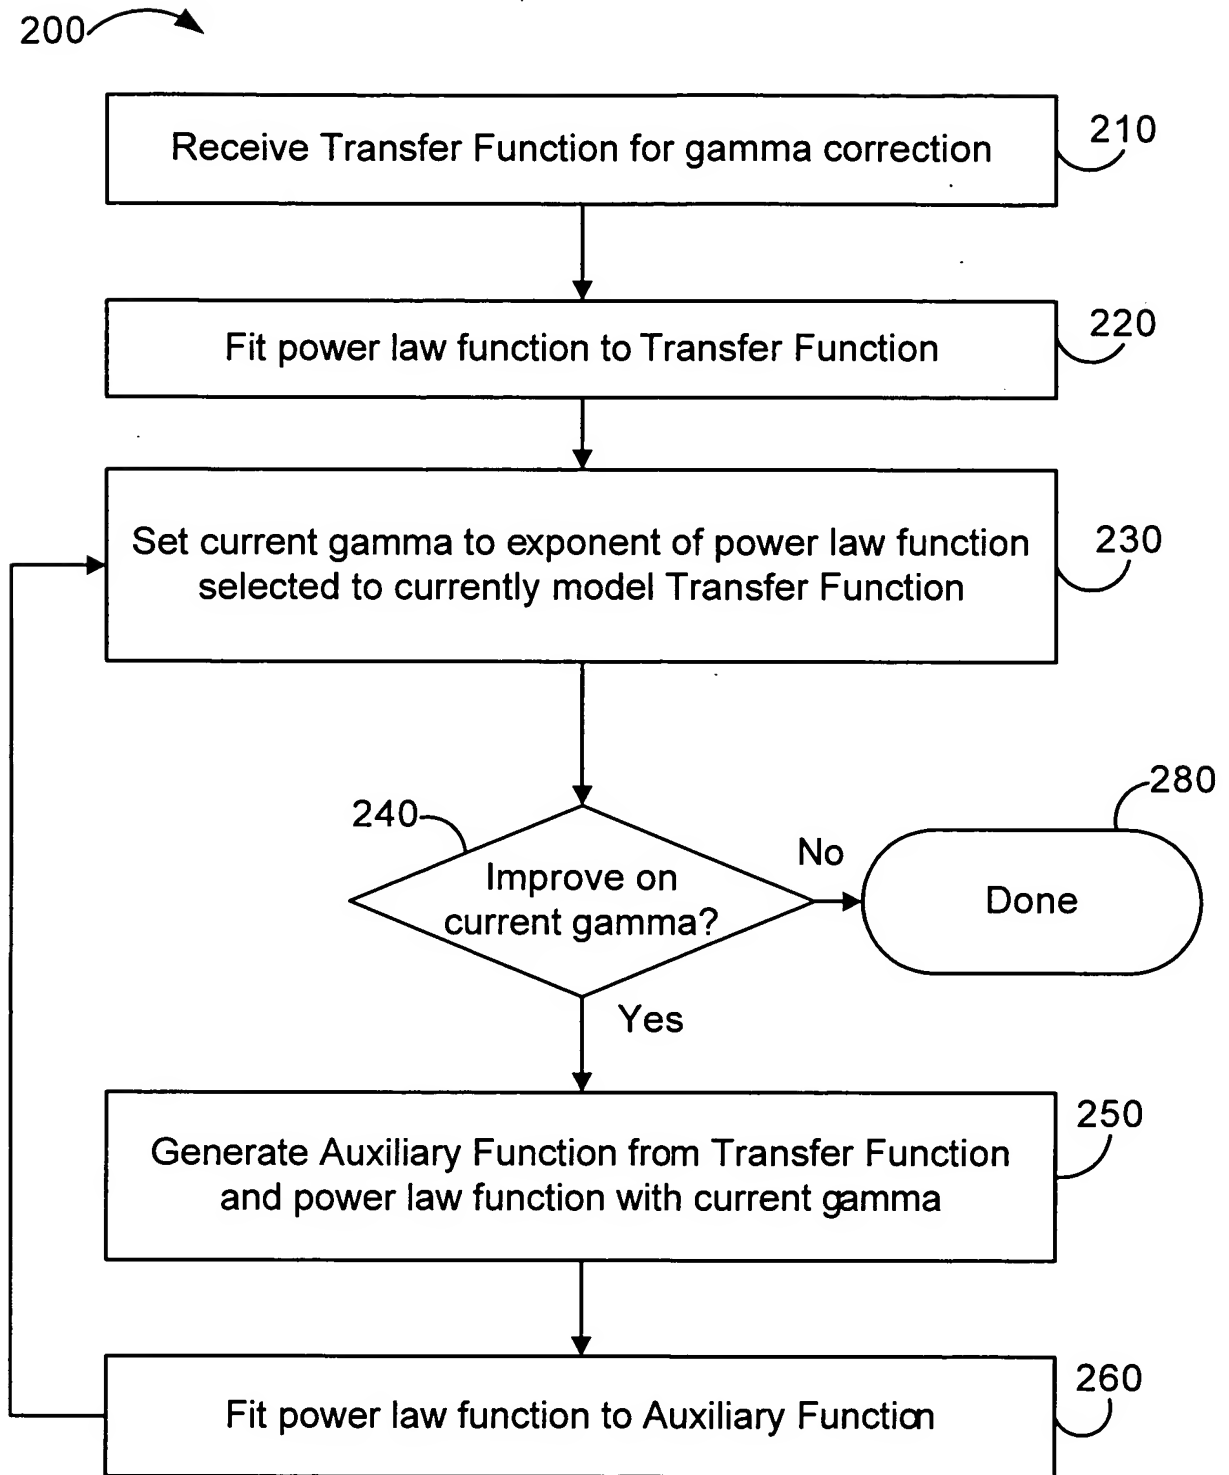 200
Receive Transfer Function for gamma correction
210
Fit power law function to Transfer Function
220
Set current gamma to exponent of power law function
selected to currently model Transfer Function
230
240
Improve on
current gamma?
No
280
Done
Yes
Generate Auxiliary Function from Transfer Function
and power law function with current gamma
250
Fit power law function to Auxiliary Function
260